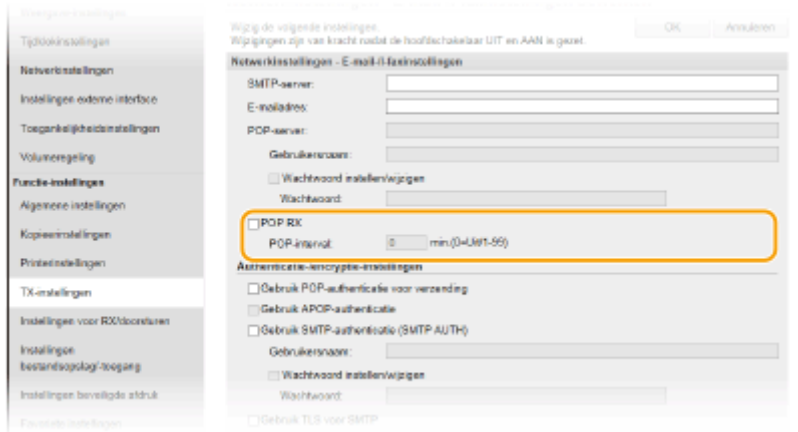 Tijdklokinstellingen
Netwerkinstellingen
Instellingen externe interface
Toegankelijkheidsinstellingen
Volumeregeling
Functie-instellingen
Algemene instellingen
Kopieerinstellingen
Printerinstellingen
TX-instellingen
Instellingen voor RX/doorsturen
Instellingen
bestandsopslag/-toegang
Instellingen beveiligde afdruk
Wijzig de volgende instellingen.
Wijzigingen zijn van kracht nadat de hoofdschakelaar UIT en AAN is gezet.
OK
Annuleren
Netwerkinstellingen - E-mail-/I-faxinstellingen
SMTP-server:
E-mailadres:
POP-server:
Gebruikersnaam:
Wachtwoord instellen/wijzigen
Wachtwoord:
POP RX
POP-interval:
0
min.(0=Uit/1-99)
Authenticatie-/encryptie-instellingen
Gebruik POP-authenticatie voor verzending
Gebruik APOP-authenticatie
Gebruik SMTP-authenticatie (SMTP AUTH)
Gebruikersnaam:
Wachtwoord instellen/wijzigen
Wachtwoord:
Gebruik TLS voor SMTP